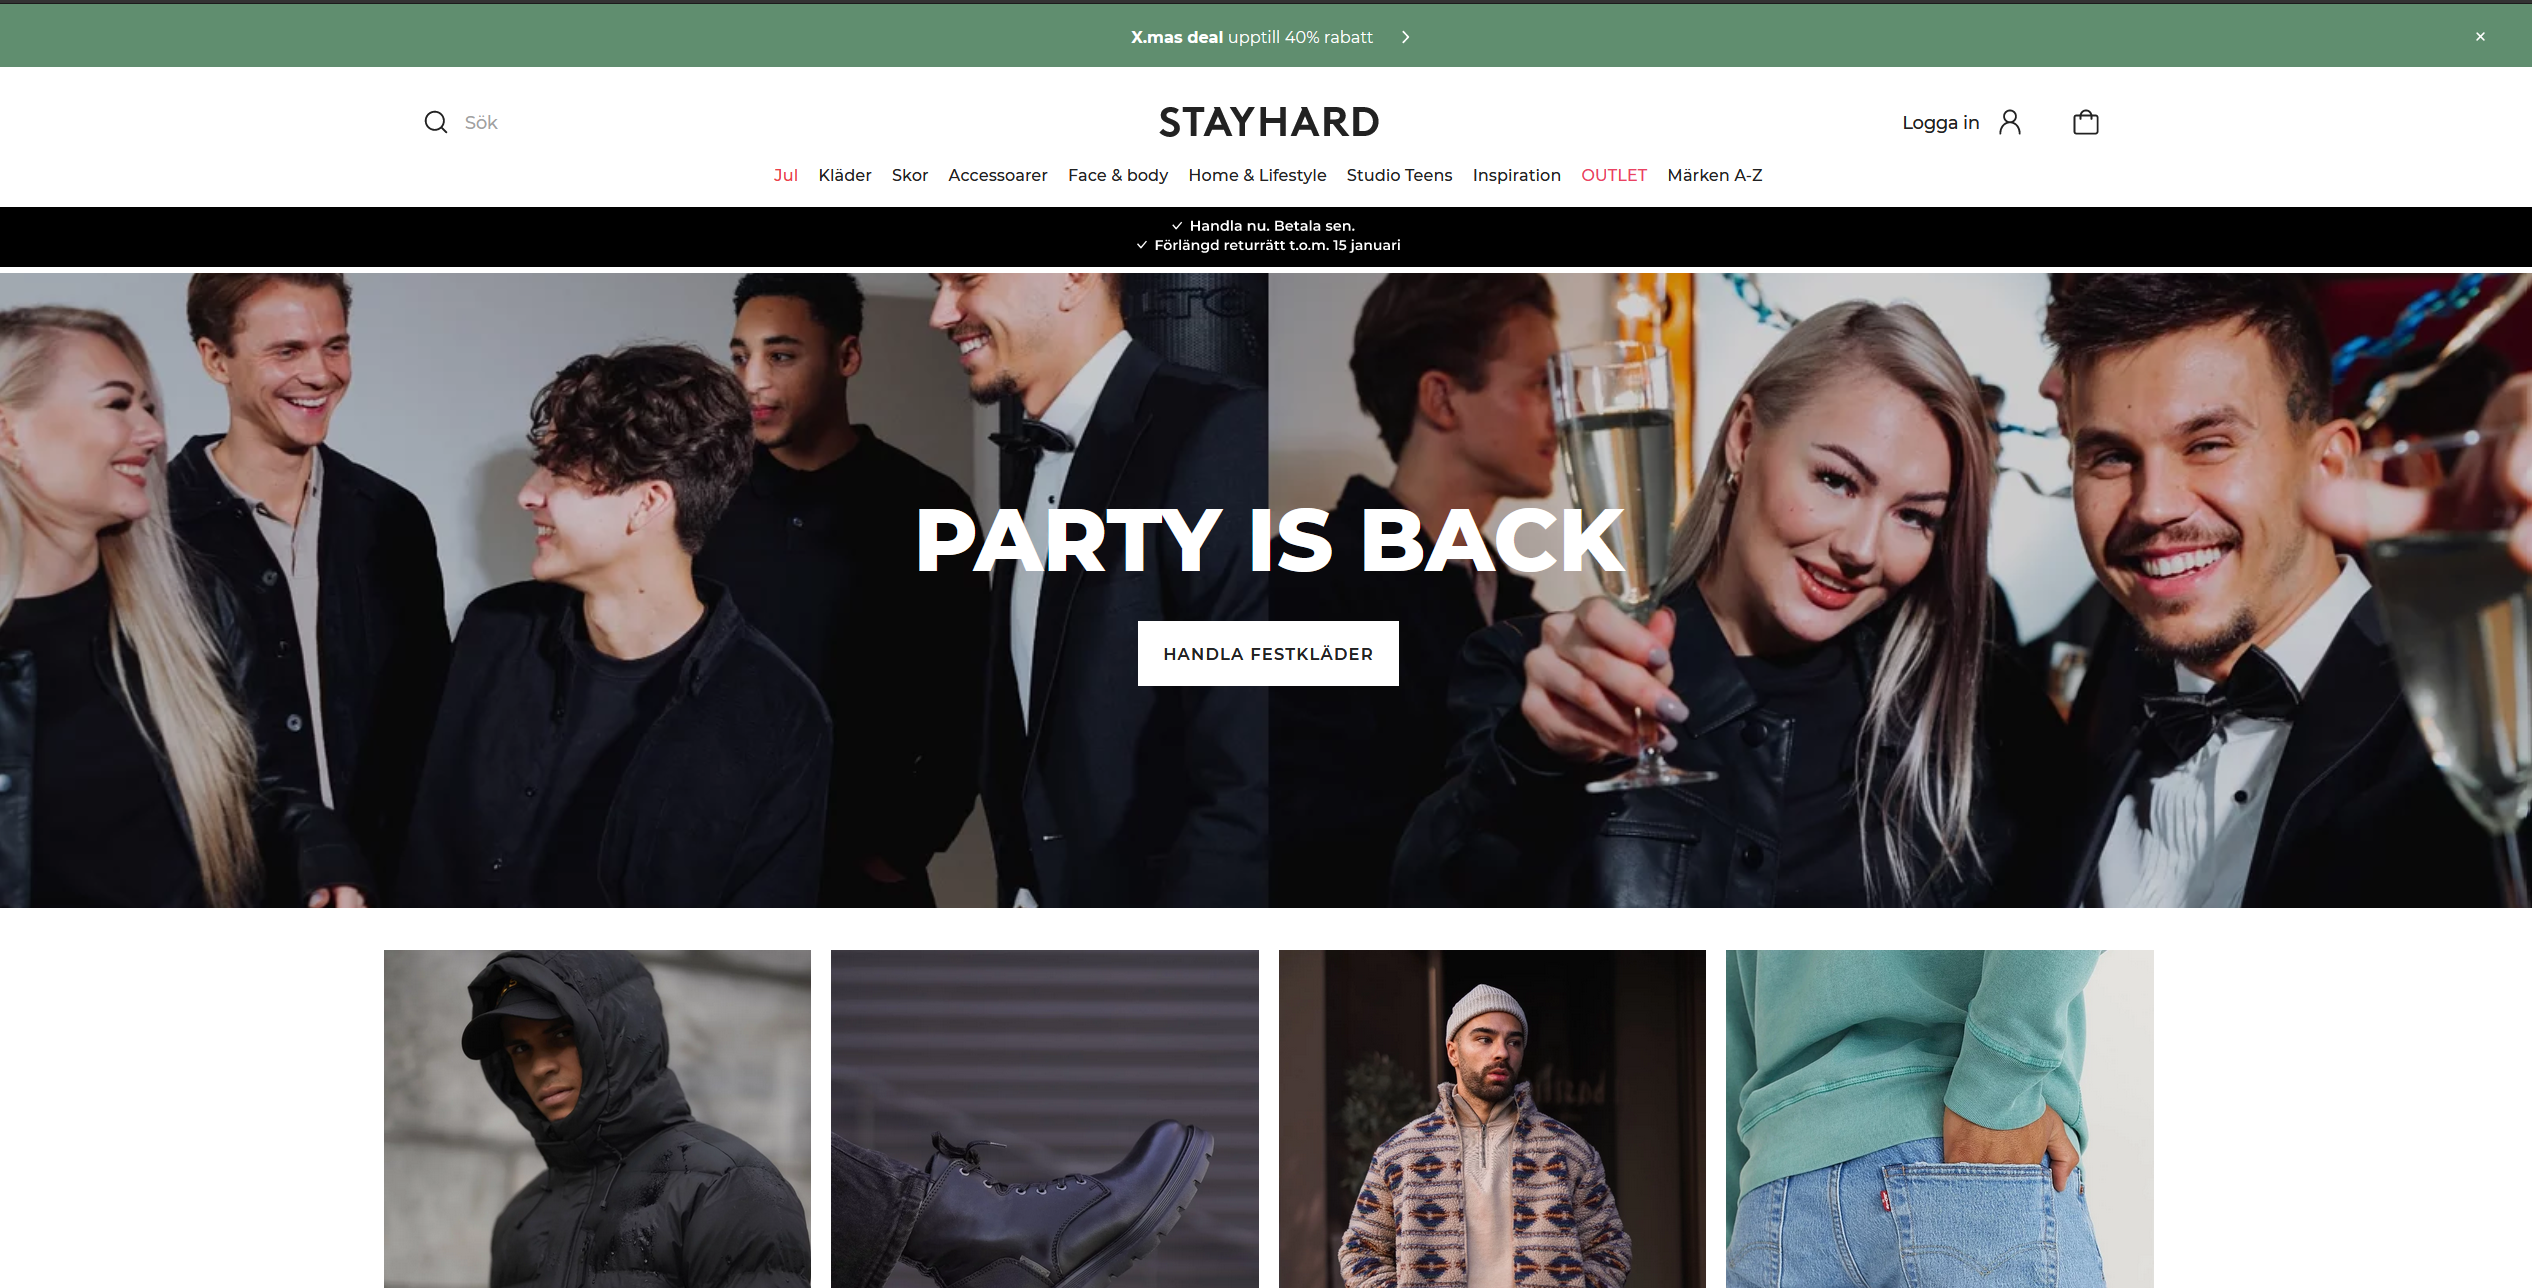 X.mas deal upptill 40% rabatt
Sök
STAYHARD
Logga in
Jul Kläder Skor Accessoarer Face & body Home & Lifestyle Studio Teens Inspiration OUTLET Märken A-Z
Handla nu. Betala sen.
Förlängd returrätt t.o.m. 15 januari
PARTY IS BACK
HANDLA FESTKLÄDER